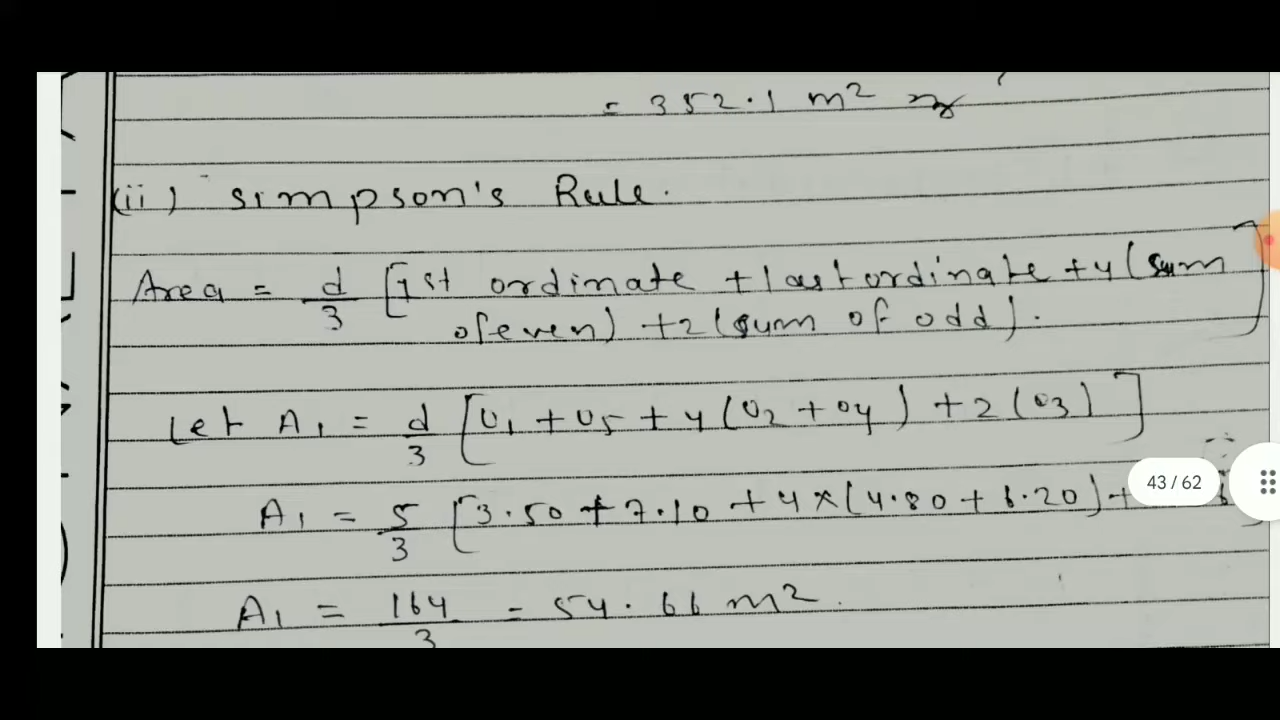 = 352.1 m²
(ii) Simpson's Rule.
Area = d/3 [1st ordinate + last ordinate + 4(sum
of even) + 2(sum of odd).]
Let A₁ = d/3 [O₁ + O₅ + 4(O₂ + O₄) + 2(O₃)]
43 / 62
A₁ = 5/3 [3.50 + 7.10 + 4×(4.80 + 6.20) +
A₁ = 164/3 = 54.66 m².